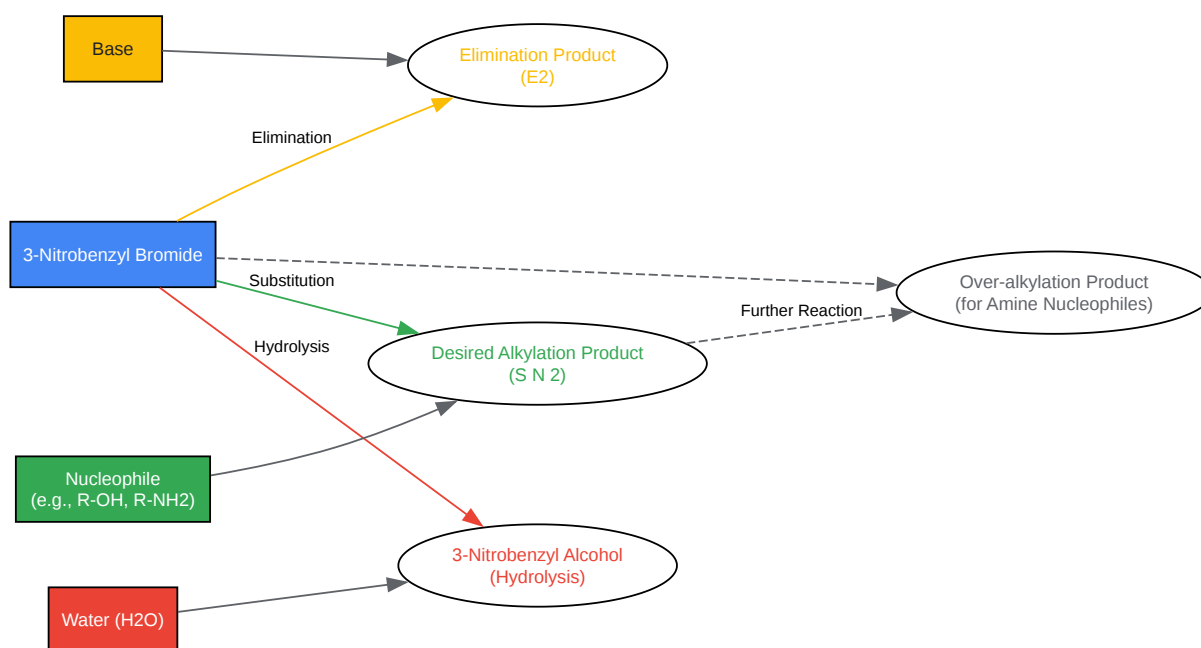 Base
Elimination Product
(E2)
Elimination
3-Nitrobenzyl Bromide
Substitution
Over-alkylation Product
(for Amine Nucleophiles)
Further Reaction
Hydrolysis
Desired Alkylation Product
(S N 2)
Nucleophile
(e.g., R-OH, R-NH2)
3-Nitrobenzyl Alcohol
(Hydrolysis)
Water (H2O)